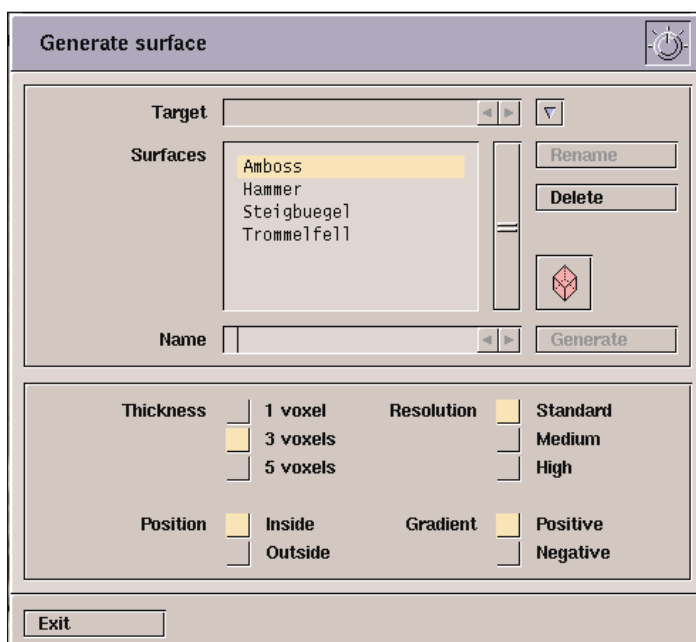 Generate surface
Target
Surfaces
Amboss
Hammer
Steigbuegel
Trommelfell
Rename
Delete
Name
Generate
Thickness
1 voxel
3 voxels
5 voxels
Resolution
Standard
Medium
High
Position
Inside
Outside
Gradient
Positive
Negative
Exit